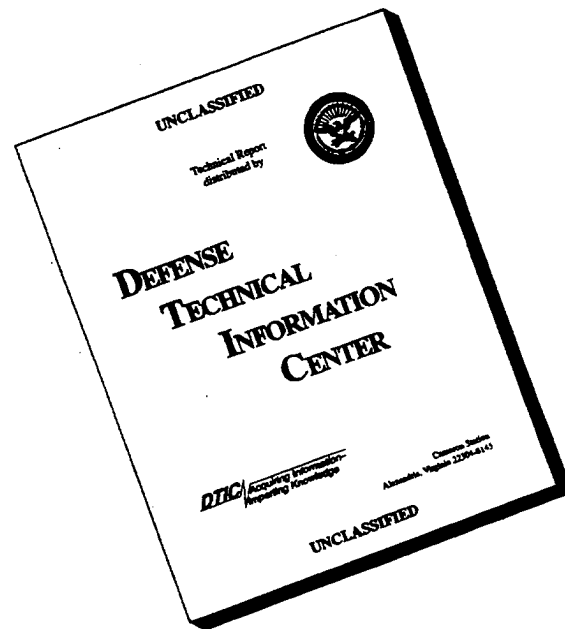 UNCLASSIFIED
Technical Report
distributed by
DEFENSE
TECHNICAL
INFORMATION
CENTER
DTIC Acquiring Information—
Imparting Knowledge
Cameron Station
Alexandria, Virginia 22304-6145
UNCLASSIFIED